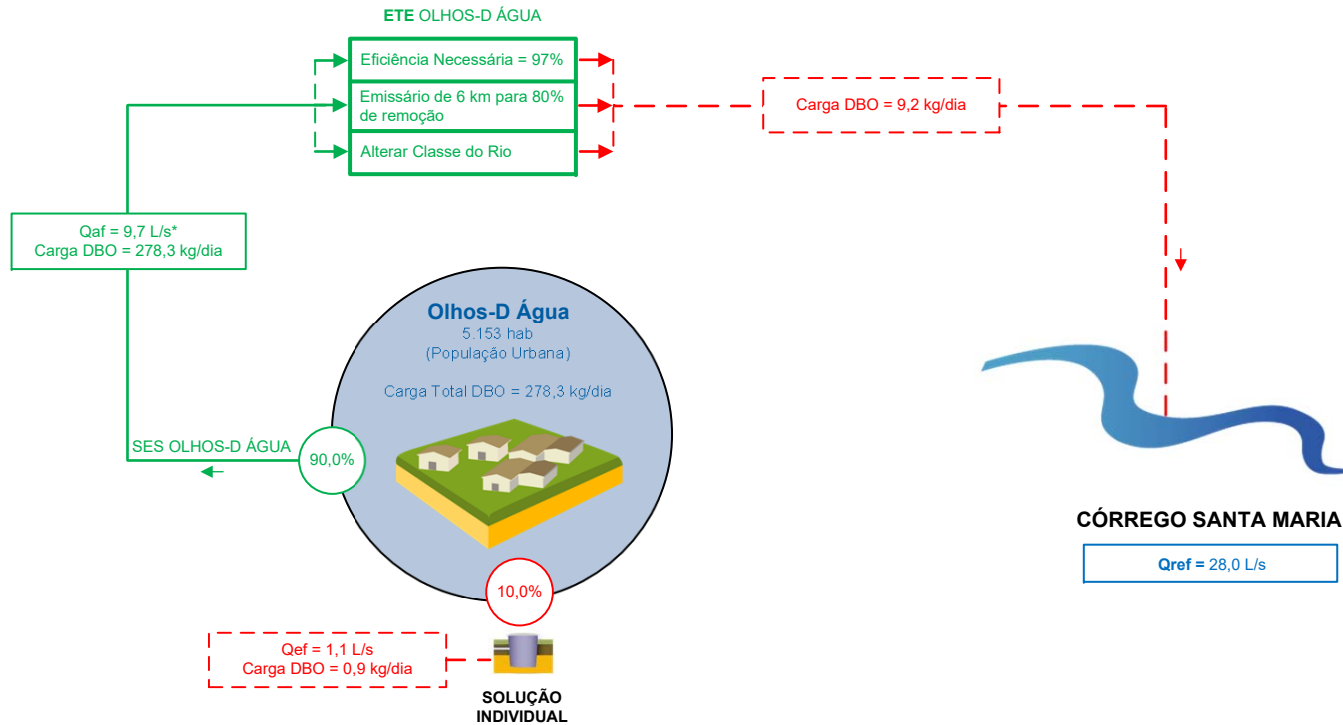 ETE OLHOS-D ÁGUA
Eficiência Necessária = 97%
Emissário de 6 km para 80%
de remoção
Alterar Classe do Rio
Carga DBO = 9,2 kg/dia
Qaf = 9,7 L/s*
Carga DBO = 278,3 kg/dia
Olhos-D Água
5.153 hab
(População Urbana)
Carga Total DBO = 278,3 kg/dia
SES OLHOS-D ÁGUA
90,0%
CÓRREGO SANTA MARIA
Qref = 28,0 L/s
10,0%
Qef = 1,1 L/s
Carga DBO = 0,9 kg/dia
SOLUÇÃO
INDIVIDUAL